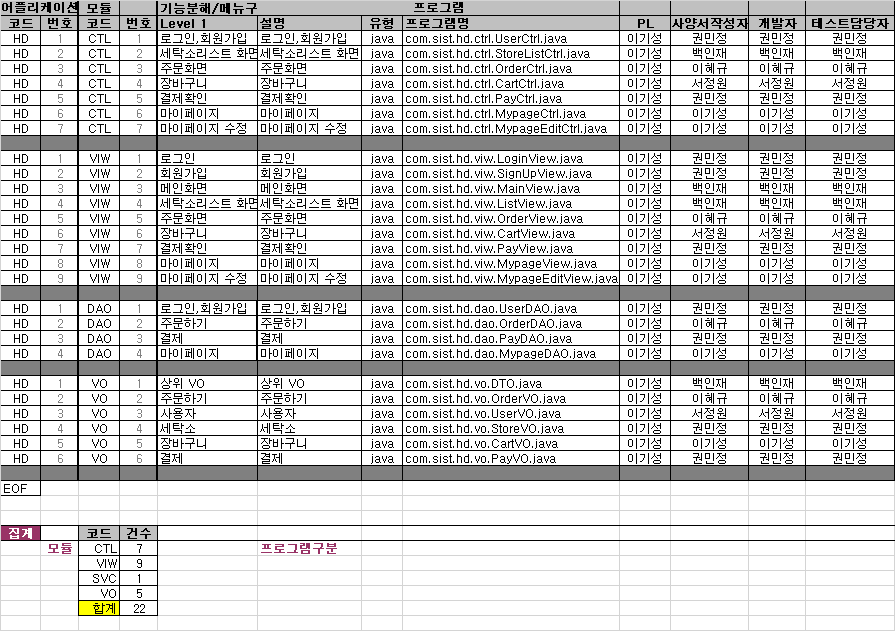 어플리케이션 모듈 기능분해/메뉴구 프로그램
코드 번호 코드 번호 Level 1 설명 유형 프로그램명 PL 사양서작성자 개발자 테스트담당자
HD 1 CTL 1 로그인,회원가입 로그인,회원가입 java com.sist.hd.ctrl.UserCtrl.java 이기성 권민정 권민정 권민정
HD 2 CTL 2 세탁소리스트 화면 세탁소리스트 화면 java com.sist.hd.ctrl.StoreListCtrl.java 이기성 백인재 백인재 백인재
HD 3 CTL 3 주문화면 주문화면 java com.sist.hd.ctrl.OrderCtrl.java 이기성 이혜규 이혜규 이혜규
HD 4 CTL 4 장바구니 장바구니 java com.sist.hd.ctrl.CartCtrl.java 이기성 서정원 서정원 서정원
HD 5 CTL 5 결제확인 결제확인 java com.sist.hd.ctrl.PayCtrl.java 이기성 권민정 권민정 권민정
HD 6 CTL 6 마이페이지 마이페이지 java com.sist.hd.ctrl.MypageCtrl.java 이기성 이기성 이기성 이기성
HD 7 CTL 7 마이페이지 수정 마이페이지 수정 java com.sist.hd.ctrl.MypageEditCtrl.java 이기성 이기성 이기성 이기성
HD 1 VIW 1 로그인 로그인 java com.sist.hd.viw.LoginView.java 이기성 권민정 권민정 권민정
HD 2 VIW 2 회원가입 회원가입 java com.sist.hd.viw.SignUpView.java 이기성 권민정 권민정 권민정
HD 3 VIW 3 메인화면 메인화면 java com.sist.hd.viw.MainView.java 이기성 백인재 백인재 백인재
HD 4 VIW 4 세탁소리스트 화면 세탁소리스트 화면 java com.sist.hd.viw.ListView.java 이기성 백인재 백인재 백인재
HD 5 VIW 5 주문화면 주문화면 java com.sist.hd.viw.OrderView.java 이기성 이혜규 이혜규 이혜규
HD 6 VIW 6 장바구니 장바구니 java com.sist.hd.viw.CartView.java 이기성 서정원 서정원 서정원
HD 7 VIW 7 결제확인 결제확인 java com.sist.hd.viw.PayView.java 이기성 권민정 권민정 권민정
HD 8 VIW 8 마이페이지 마이페이지 java com.sist.hd.viw.MypageView.java 이기성 이기성 이기성 이기성
HD 9 VIW 9 마이페이지 수정 마이페이지 수정 java com.sist.hd.viw.MypageEditView.java 이기성 이기성 이기성 이기성
HD 1 DAO 1 로그인,회원가입 로그인,회원가입 java com.sist.hd.dao.UserDAO.java 이기성 권민정 권민정 권민정
HD 2 DAO 2 주문하기 주문하기 java com.sist.hd.dao.OrderDAO.java 이기성 이혜규 이혜규 이혜규
HD 3 DAO 3 결제 결제 java com.sist.hd.dao.PayDAO.java 이기성 권민정 권민정 권민정
HD 4 DAO 4 마이페이지 마이페이지 java com.sist.hd.dao.MypageDAO.java 이기성 이기성 이기성 이기성
HD 1 VO 1 상위 VO 상위 VO java com.sist.hd.vo.DTO.java 이기성 백인재 백인재 백인재
HD 2 VO 2 주문하기 주문하기 java com.sist.hd.vo.OrderVO.java 이기성 이혜규 이혜규 이혜규
HD 3 VO 3 사용자 사용자 java com.sist.hd.vo.UserVO.java 이기성 서정원 서정원 서정원
HD 4 VO 4 세탁소 세탁소 java com.sist.hd.vo.StoreVO.java 이기성 권민정 권민정 권민정
HD 5 VO 5 장바구니 장바구니 java com.sist.hd.vo.CartVO.java 이기성 이기성 이기성 이기성
HD 6 VO 6 결제 결제 java com.sist.hd.vo.PayVO.java 이기성 권민정 권민정 권민정
EOF
집계 코드 건수
모듈 CTL 7 프로그램구분
VIW 9
SVC 1
VO 5
합계 22